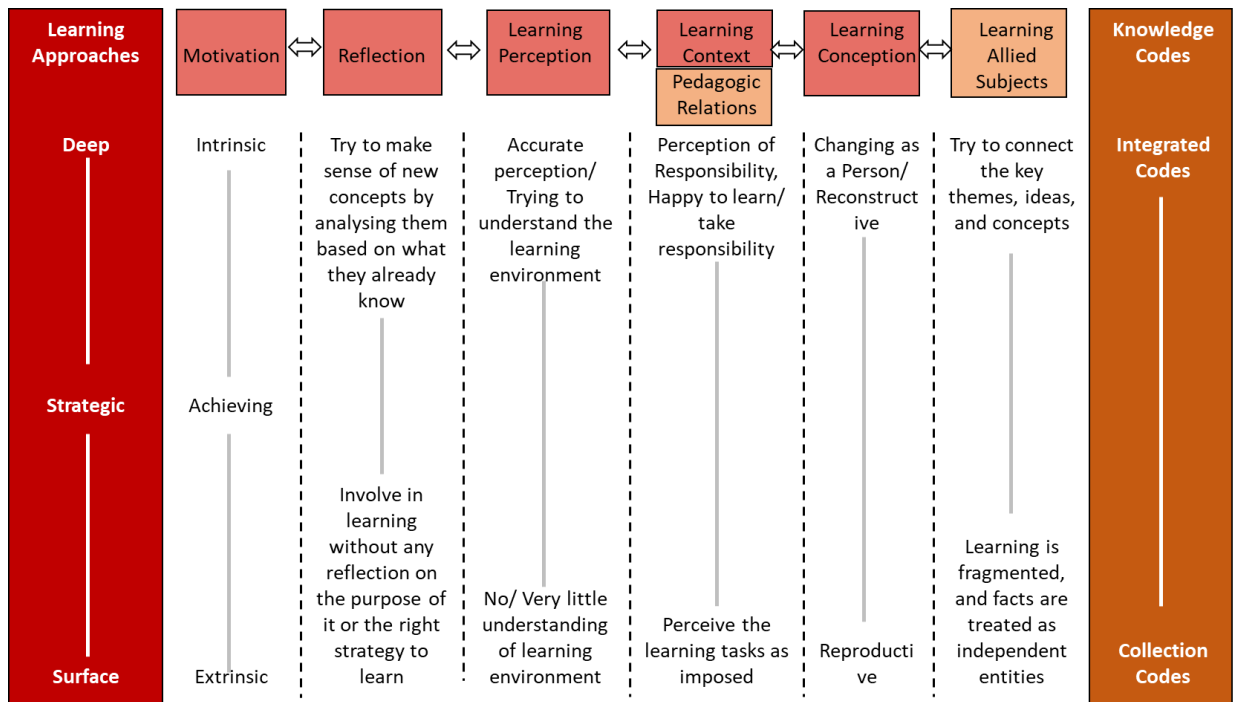 Learning
Approaches
Deep
Strategic
Surface
Motivation
Intrinsic
Achieving
Extrinsic
Reflection
Try to make
sense of new
concepts by
analysing them
based on what
they already
know
Involve in
learning
without any
reflection on
the purpose of
it or the right
strategy to
learn
Learning
Perception
Accurate
perception/
Trying to
understand the
learning
environment
No/ Very little
understanding
of learning
environment
Learning
Context
Pedagogic
Relations
Perception of
Responsibility,
Happy to learn/
take
responsibility
Perceive the
learning tasks as
imposed
Learning
Conception
Changing as
a Person/
Reconstruct
ive
Reproducti
ve
Learning
Allied
Subjects
Try to connect
the key
themes, ideas,
and concepts
Learning is
fragmented,
and facts are
treated as
independent
entities
Knowledge
Codes
Integrated
Codes
Collection
Codes